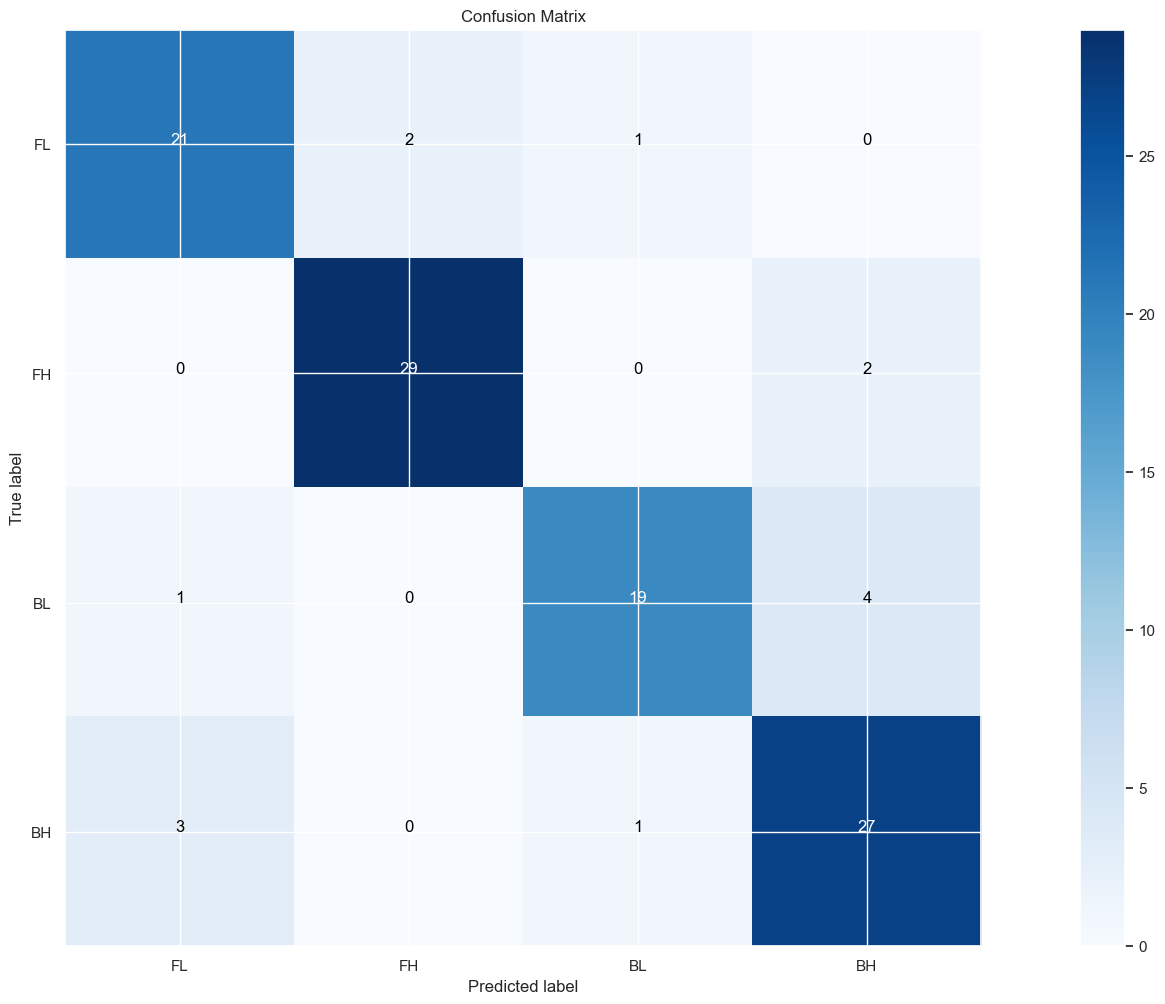 Confusion Matrix
FL 21 2 1 0
FH 0 29 0 2
BL 1 0 19 4
BH 3 0 1 27
FL FH BL BH
Predicted label
True label
25
20
15
10
5
0